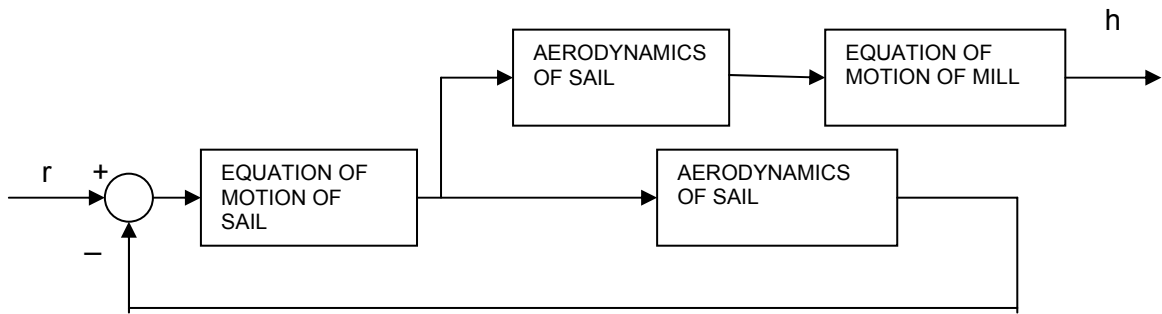 h
AERODYNAMICS
OF SAIL
EQUATION OF
MOTION OF MILL
r
+
EQUATION OF
MOTION OF
SAIL
AERODYNAMICS
OF SAIL
–